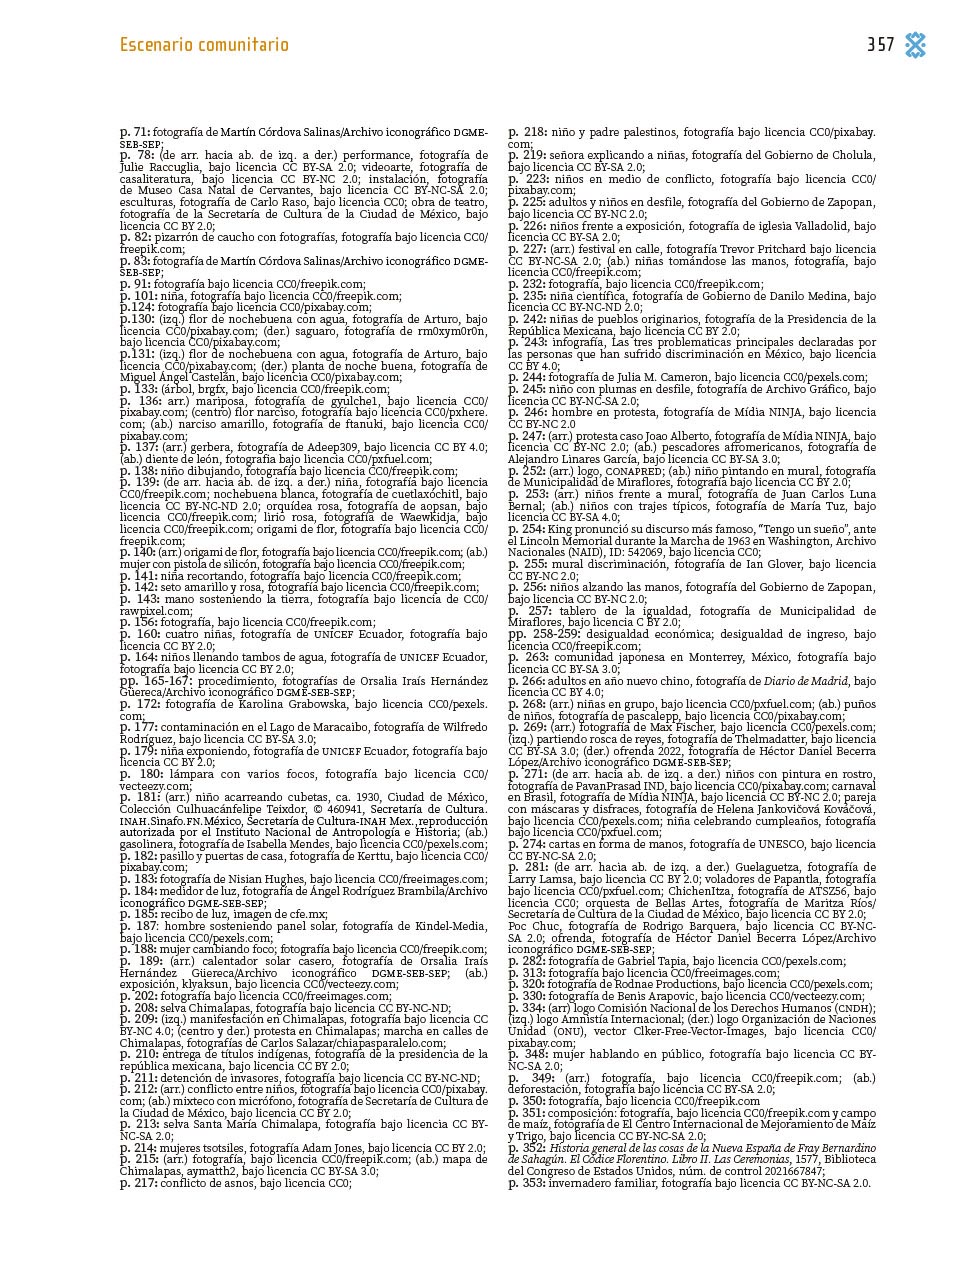 Escenario comunitario
357
p. 71: fotografía de Martín Córdova Salinas/Archivo iconográfico DGME-
SEB-SEP;
p. 78: (de arr. hacia ab. de izq. a der.) performance, fotografía de
Julie Raccuglia, bajo licencia CC BY-SA 2.0; videoarte, fotografía de
casaliteratura, bajo licencia CC BY-NC 2.0; instalación, fotografía
de Museo Casa Natal de Cervantes, bajo licencia CC BY-NC-SA 2.0;
esculturas, fotografía de Carlo Raso, bajo licencia CC0; obra de teatro,
fotografía de la Secretaría de Cultura de la Ciudad de México, bajo
licencia CC BY 2.0;
p. 82: pizarrón de caucho con fotografías, fotografía bajo licencia CC0/
freepik.com;
p. 83: fotografía de Martín Córdova Salinas/Archivo iconográfico DGME-
SEB-SEP;
p. 91: fotografía bajo licencia CC0/freepik.com;
p. 101: niña, fotografía bajo licencia CC0/freepik.com;
p.124: fotografía bajo licencia CC0/pixabay.com;
p.130: (izq.) flor de nochebuena con agua, fotografía de Arturo, bajo
licencia CC0/pixabay.com; (der.) saguaro, fotografía de rm0xym0r0n,
bajo licencia CC0/pixabay.com;
p.131: (izq.) flor de nochebuena con agua, fotografía de Arturo, bajo
licencia CC0/pixabay.com; (der.) planta de noche buena, fotografía de
Miguel Ángel Castelán, bajo licencia CC0/pixabay.com;
p. 133: (árbol, brgfx, bajo licencia CC0/freepik.com;
p. 136: arr.) mariposa, fotografía de gyulche1, bajo licencia CC0/
pixabay.com; (centro) flor narciso, fotografía bajo licencia CC0/pxhere.
com; (ab.) narciso amarillo, fotografía de ftanuki, bajo licencia CC0/
pixabay.com;
p. 137: (arr.) gerbera, fotografía de Adeep309, bajo licencia CC BY 4.0;
(ab.) diente de león, fotografía bajo licencia CC0/pxfuel.com;
p. 138: niño dibujando, fotografía bajo licencia CC0/freepik.com;
p. 139: (de arr. hacia ab. de izq. a der.) niña, fotografía bajo licencia
CC0/freepik.com; nochebuena blanca, fotografía de cuetlaxóchitl, bajo
licencia CC BY-NC-ND 2.0; orquídea rosa, fotografía de aopsan, bajo
licencia CC0/freepik.com; lirio rosa, fotografía de Waewkidja, bajo
licencia CC0/freepik.com; origami de flor, fotografía bajo licencia CC0/
freepik.com;
p. 140: (arr.) origami de flor, fotografía bajo licencia CC0/freepik.com; (ab.)
mujer con pistola de silicón, fotografía bajo licencia CC0/freepik.com;
p. 141: niña recortando, fotografía bajo licencia CC0/freepik.com;
p. 142: seto amarillo y rosa, fotografía bajo licencia CC0/freepik.com;
p. 143: mano sosteniendo la tierra, fotografía bajo licencia de CC0/
rawpixel.com;
p. 156: fotografía, bajo licencia CC0/freepik.com;
p. 160: cuatro niñas, fotografía de UNICEF Ecuador, fotografía bajo
licencia CC BY 2.0;
p. 164: niños llenando tambos de agua, fotografía de UNICEF Ecuador,
fotografía bajo licencia CC BY 2.0;
pp. 165-167: procedimiento, fotografías de Orsalia Iraís Hernández
Güereca/Archivo iconográfico DGME-SEB-SEP;
p. 172: fotografía de Karolina Grabowska, bajo licencia CC0/pexels.
com;
p. 177: contaminación en el Lago de Maracaibo, fotografía de Wilfredo
Rodríguez, bajo licencia CC BY-SA 3.0;
p. 179: niña exponiendo, fotografía de UNICEF Ecuador, fotografía bajo
licencia CC BY 2.0;
p. 180: lámpara con varios focos, fotografía bajo licencia CC0/
vecteezy.com;
p. 181: (arr.) niño acarreando cubetas, ca. 1930, Ciudad de México,
Colección Culhuacánfelipe Teixdor, © 460941, Secretaría de Cultura.
INAH.Sinafo.FN.México, Secretaría de Cultura-INAH Mex.,reproducción
autorizada por el Instituto Nacional de Antropología e Historia; (ab.)
gasolinera, fotografía de Isabella Mendes, bajo licencia CC0/pexels.com;
p. 182: pasillo y puertas de casa, fotografía de Kerttu, bajo licencia CC0/
pixabay.com;
p. 183: fotografía de Nisian Hughes, bajo licencia CC0/freeimages.com;
p. 184: medidor de luz, fotografía de Ángel Rodríguez Brambila/Archivo
iconográfico DGME-SEB-SEP;
p. 185: recibo de luz, imagen de cfe.mx;
p. 187: hombre sosteniendo panel solar, fotografía de Kindel-Media,
bajo licencia CC0/pexels.com;
p. 188: mujer cambiando foco; fotografía bajo licencia CC0/freepik.com;
p. 189: (arr.) calentador solar casero, fotografía de Orsalia Iraís
Hernández Güereca/Archivo iconográfico DGME-SEB-SEP; (ab.)
exposición, klyaksun, bajo licencia CC0/vecteezy.com;
p. 202: fotografía bajo licencia CC0/freeimages.com;
p. 208: selva Chimalapas, fotografía bajo licencia CC BY-NC-ND;
p. 209: (izq.) manifestación en Chimalapas, fotografía bajo licencia CC
BY-NC 4.0; (centro y der.) protesta en Chimalapas; marcha en calles de
Chimalapas, fotografías de Carlos Salazar/chiapasparalelo.com;
p. 210: entrega de títulos indígenas, fotografía de la presidencia de la
república mexicana, bajo licencia CC BY 2.0;
p. 211: detención de invasores, fotografía bajo licencia CC BY-NC-ND;
p. 212: (arr.) conflicto entre niños, fotografía bajo licencia CC0/pixabay.
com; (ab.) mixteco con micrófono, fotografía de Secretaría de Cultura de
la Ciudad de México, bajo licencia CC BY 2.0;
p. 213: selva Santa María Chimalapa, fotografía bajo licencia CC BY-
NC-SA 2.0;
p. 214: mujeres tsotsiles, fotografía Adam Jones, bajo licencia CC BY 2.0;
p. 215: (arr.) fotografía, bajo licencia CC0/freepik.com; (ab.) mapa de
Chimalapas, aymatth2, bajo licencia CC BY-SA 3.0;
p. 217: conflicto de asnos, bajo licencia CC0;
p. 218: niño y padre palestinos, fotografía bajo licencia CC0/pixabay.
com;
p. 219: señora explicando a niñas, fotografía del Gobierno de Cholula,
bajo licencia CC BY-SA 2.0;
p. 223: niños en medio de conflicto, fotografía bajo licencia CC0/
pixabay.com;
p. 225: adultos y niños en desfile, fotografía del Gobierno de Zapopan,
bajo licencia CC BY-NC 2.0;
p. 226: niños frente a exposición, fotografía de iglesia Valladolid, bajo
licencia CC BY-SA 2.0;
p. 227: (arr.) festival en calle, fotografía Trevor Pritchard bajo licencia
CC BY-NC-SA 2.0; (ab.) niñas tomándose las manos, fotografía, bajo
licencia CC0/freepik.com;
p. 232: fotografía, bajo licencia CC0/freepik.com;
p. 235: niña científica, fotografía de Gobierno de Danilo Medina, bajo
licencia CC BY-NC-ND 2.0;
p. 242: niñas de pueblos originarios, fotografía de la Presidencia de la
República Mexicana, bajo licencia CC BY 2.0;
p. 243: infografía, Las tres problematicas principales declaradas por
las personas que han sufrido discriminación en México, bajo licencia
CC BY 4.0;
p. 244: fotografía de Julia M. Cameron, bajo licencia CC0/pexels.com;
p. 245: niño con plumas en desfile, fotografía de Archivo Gráfico, bajo
licencia CC BY-NC-SA 2.0;
p. 246: hombre en protesta, fotografía de Mídia NINJA, bajo licencia
CC BY-NC 2.0
p. 247: (arr.) protesta caso Joao Alberto, fotografía de Mídia NINJA, bajo
licencia CC BY-NC 2.0; (ab.) pescadores afromericanos, fotografía de
Alejandro Linares García, bajo licencia CC BY-SA 3.0;
p. 252: (arr.) logo, CONAPRED; (ab.) niño pintando en mural, fotografía
de Municipalidad de Miraflores, fotografía bajo licencia CC BY 2.0;
p. 253: (arr.) niños frente a mural, fotografía de Juan Carlos Luna
Bernal; (ab.) niños con trajes típicos, fotografía de María Tuz, bajo
licencia CC BY-SA 4.0;
p. 254: King pronunció su discurso más famoso, "Tengo un sueño", ante
el Lincoln Memorial durante la Marcha de 1963 en Washington, Archivo
Nacionales (NAID), ID: 542069, bajo licencia CC0;
p. 255: mural discriminación, fotografía de Ian Glover, bajo licencia
CC BY-NC 2.0;
p. 256: niños alzando las manos, fotografía del Gobierno de Zapopan,
bajo licencia CC BY-NC 2.0;
p. 257: tablero de la igualdad, fotografía de Municipalidad de
Miraflores, bajo licencia C BY 2.0;
pp. 258-259: desigualdad económica; desigualdad de ingreso, bajo
licencia CC0/freepik.com;
p. 263: comunidad japonesa en Monterrey, México, fotografía bajo
licencia CC BY-SA 3.0;
p. 266: adultos en año nuevo chino, fotografía de Diario de Madrid, bajo
licencia CC BY 4.0;
p. 268: (arr.) niñas en grupo, bajo licencia CC0/pxfuel.com; (ab.) puños
de niños, fotografía de pascalepp, bajo licencia CC0/pixabay.com;
p. 269: (arr.) fotografía de Max Fischer, bajo licencia CC0/pexels.com;
(izq.) partiendo rosca de reyes, fotografía de Thelmadatter, bajo licencia
CC BY-SA 3.0; (der.) ofrenda 2022, fotografía de Héctor Daniel Becerra
López/Archivo iconográfico DGME-SEB-SEP;
p. 271: (de arr. hacia ab. de izq. a der.) niños con pintura en rostro,
fotografía de PavanPrasad IND, bajo licencia CC0/pixabay.com; carnaval
en Brasil, fotografía de Mídia NINJA, bajo licencia CC BY-NC 2.0; pareja
con máscaras y disfraces, fotografía de Helena Jankovičová Kováčová,
bajo licencia CC0/pexels.com; niña celebrando cumpleaños, fotografía
bajo licencia CC0/pxfuel.com;
p. 274: cartas en forma de manos, fotografía de UNESCO, bajo licencia
CC BY-NC-SA 2.0;
p. 281: (de arr. hacia ab. de izq. a der.) Guelaguetza, fotografía de
Larry Lamsa, bajo licencia CC BY 2.0; voladores de Papantla, fotografía
bajo licencia CC0/pxfuel.com; ChichenItza, fotografía de ATSZ56, bajo
licencia CC0; orquesta de Bellas Artes, fotografía de Maritza Ríos/
Secretaría de Cultura de la Ciudad de México, bajo licencia CC BY 2.0;
Poc Chuc, fotografía de Rodrigo Barquera, bajo licencia CC BY-NC-
SA 2.0; ofrenda, fotografía de Héctor Daniel Becerra López/Archivo
iconográfico DGME-SEB-SEP;
p. 282: fotografía de Gabriel Tapia, bajo licencia CC0/pexels.com;
p. 313: fotografía bajo licencia CC0/freeimages.com;
p. 320: fotografía de Rodnae Productions, bajo licencia CC0/pexels.com;
p. 330: fotografía de Benis Arapovic, bajo licencia CC0/vecteezy.com;
p. 334: (arr) logo Comisión Nacional de los Derechos Humanos (CNDH);
(izq.) logo Amnistía Internacional; (der.) logo Organización de Naciones
Unidad (ONU), vector Clker-Free-Vector-Images, bajo licencia CC0/
pixabay.com;
p. 348: mujer hablando en público, fotografía bajo licencia CC BY-
NC-SA 2.0;
p. 349: (arr.) fotografía, bajo licencia CC0/freepik.com; (ab.)
deforestación, fotografía bajo licencia CC BY-SA 2.0;
p. 350: fotografía, bajo licencia CC0/freepik.com
p. 351: composición: fotografía, bajo licencia CC0/freepik.com y campo
de maíz, fotografía de El Centro Internacional de Mejoramiento de Maíz
y Trigo, bajo licencia CC BY-NC-SA 2.0;
p. 352: Historia general de las cosas de la Nueva España de Fray Bernardino
de Sahagún. El Códice Florentino. Libro II. Las Ceremonias, 1577, Biblioteca
del Congreso de Estados Unidos, núm. de control 2021667847;
p. 353: invernadero familiar, fotografía bajo licencia CC BY-NC-SA 2.0.